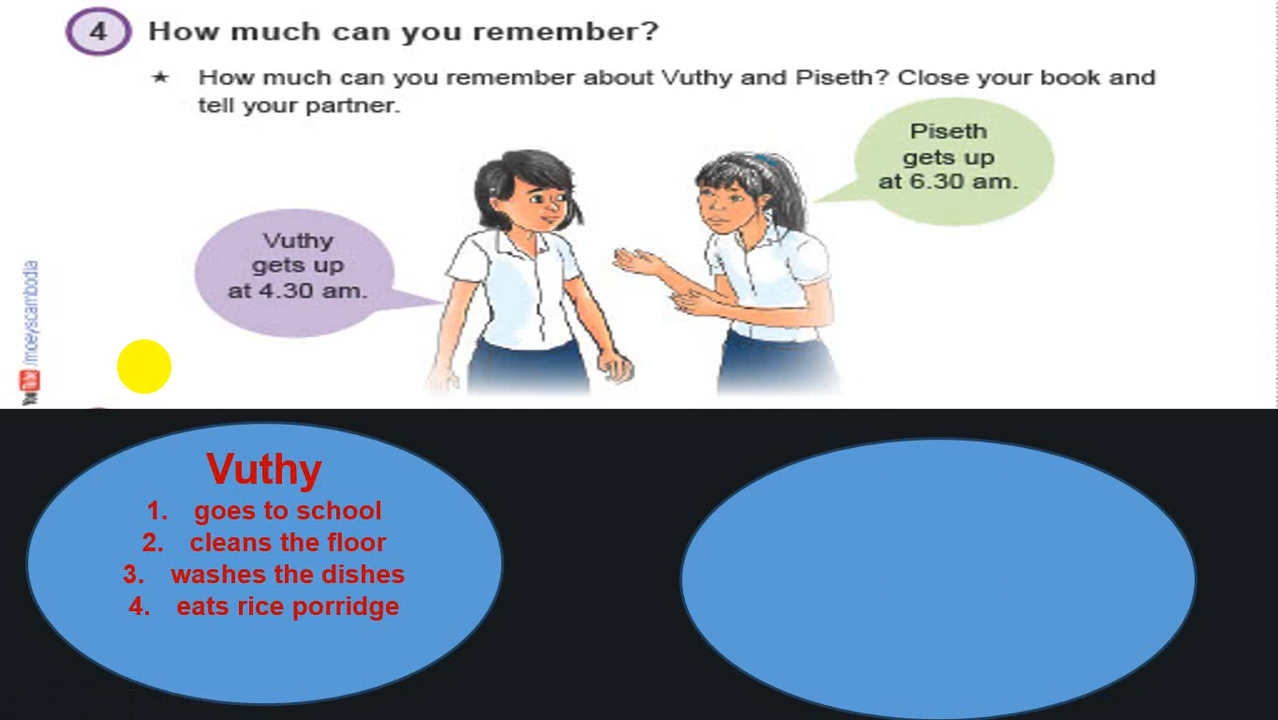 4 How much can you remember?
★ How much can you remember about Vuthy and Piseth? Close your book and
tell your partner.
Piseth
gets up
at 6.30 am.
Vuthy
gets up
at 4.30 am.
YouTube /moeyscambodia
Vuthy
1. goes to school
2. cleans the floor
3. washes the dishes
4. eats rice porridge